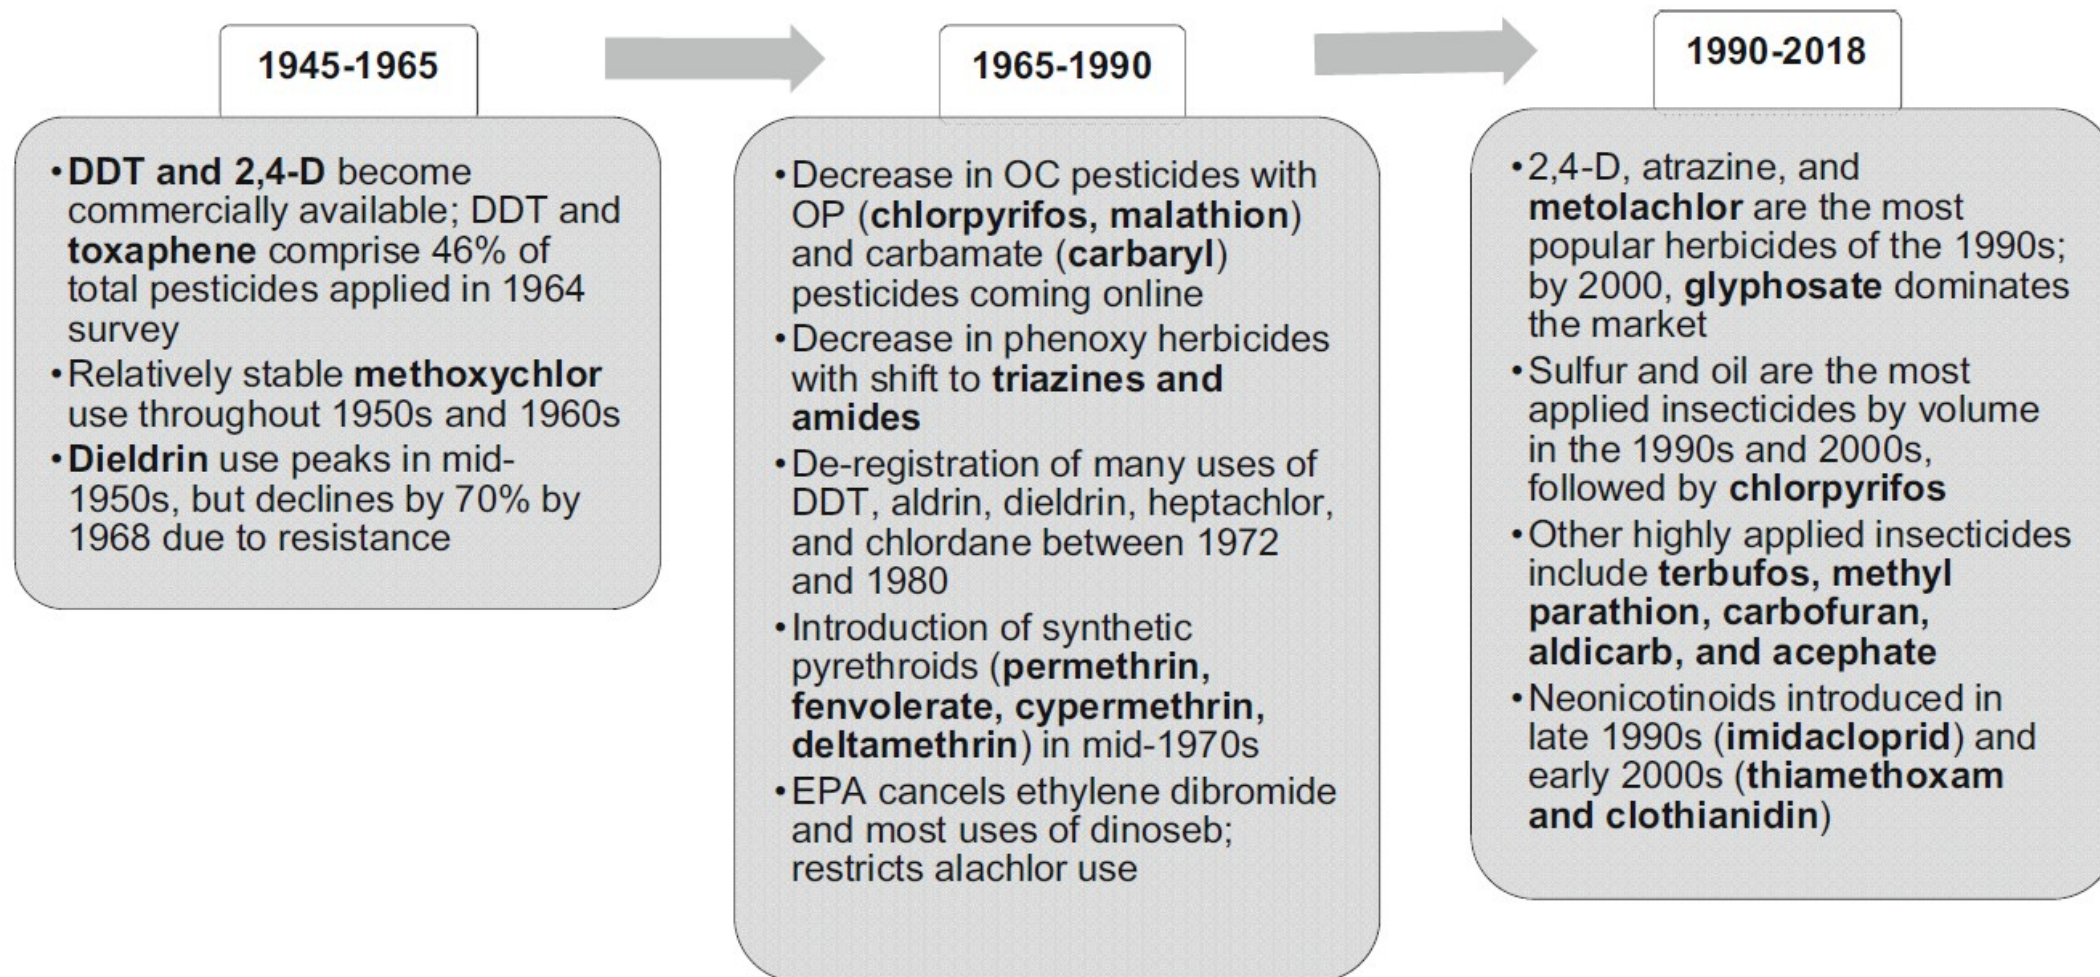 1945-1965
•DDT and 2,4-D become
commercially available; DDT and
toxaphene comprise 46% of
total pesticides applied in 1964
survey
•Relatively stable methoxychlor
use throughout 1950s and 1960s
•Dieldrin use peaks in mid-
1950s, but declines by 70% by
1968 due to resistance
1965-1990
•Decrease in OC pesticides with
OP (chlorpyrifos, malathion)
and carbamate (carbaryl)
pesticides coming online
•Decrease in phenoxy herbicides
with shift to triazines and
amides
•De-registration of many uses of
DDT, aldrin, dieldrin, heptachlor,
and chlordane between 1972
and 1980
•Introduction of synthetic
pyrethroids (permethrin,
fenvolerate, cypermethrin,
deltamethrin) in mid-1970s
•EPA cancels ethylene dibromide
and most uses of dinoseb;
restricts alachlor use
1990-2018
•2,4-D, atrazine, and
metolachlor are the most
popular herbicides of the 1990s;
by 2000, glyphosate dominates
the market
•Sulfur and oil are the most
applied insecticides by volume
in the 1990s and 2000s,
followed by chlorpyrifos
•Other highly applied insecticides
include terbufos, methyl
parathion, carbofuran,
aldicarb, and acephate
•Neonicotinoids introduced in
late 1990s (imidacloprid) and
early 2000s (thiamethoxam
and clothianidin)